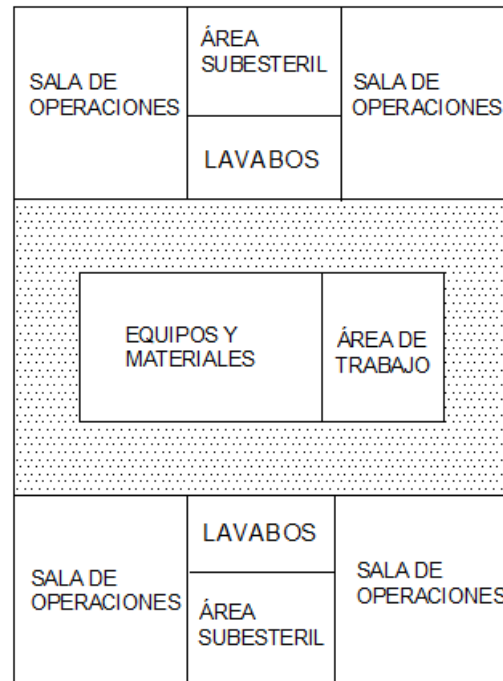 SALA DE
OPERACIONES
ÁREA
SUBESTERIL
SALA DE
OPERACIONES
LAVABOS
EQUIPOS Y
MATERIALES
ÁREA DE
TRABAJO
LAVABOS
SALA DE
OPERACIONES
ÁREA
SUBESTERIL
SALA DE
OPERACIONES